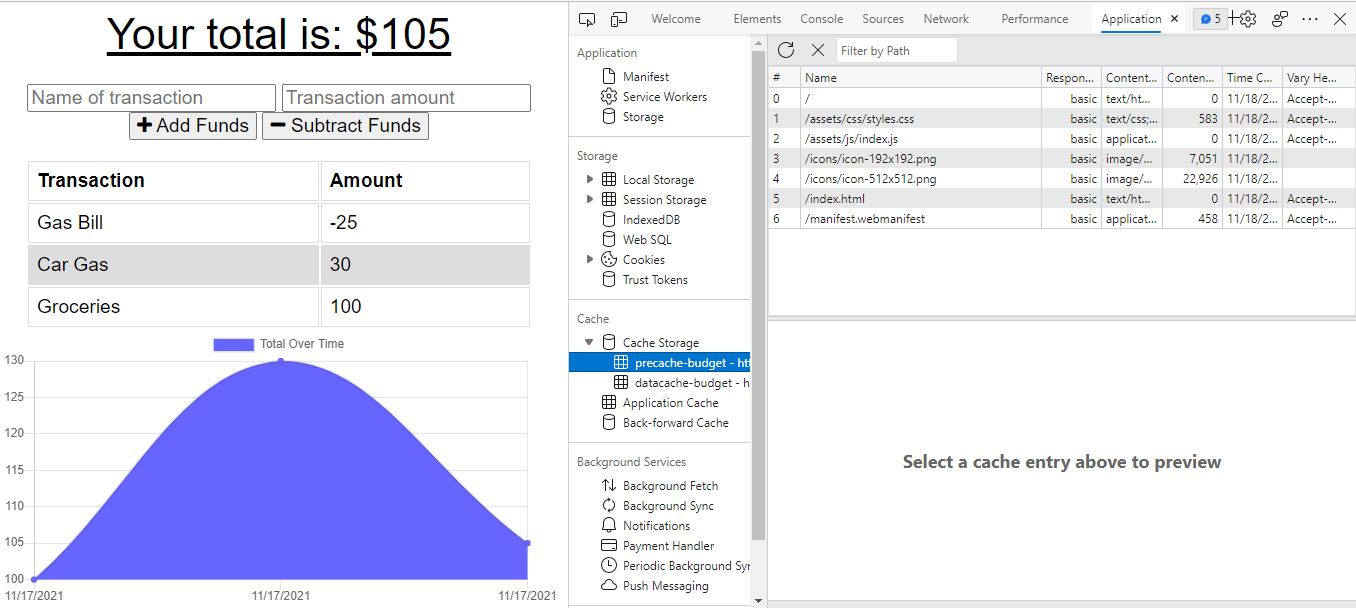 Your total is: $105
Name of transaction Transaction amount
Add Funds Subtract Funds
Transaction Amount
Gas Bill -25
Car Gas 30
Groceries 100
Total Over Time
130
125
120
115
110
105
100
11/17/2021 11/17/2021 11/17/2021
Welcome Elements Console Sources Network Performance Application 5
Application
Manifest
Service Workers
Storage
Storage
Local Storage
Session Storage
IndexedDB
Web SQL
Cookies
Trust Tokens
Cache
Cache Storage
precache-budget - htt
datacache-budget - h
Application Cache
Back-forward Cache
Background Services
Background Fetch
Background Sync
Notifications
Payment Handler
Periodic Background Syn
Push Messaging
Filter by Path
# Name Respon... Content... Conten... Time C... Vary He...
0 / basic text/ht... 0 11/18/2... Accept-...
1 /assets/css/styles.css basic text/css;... 583 11/18/2... Accept-...
2 /assets/js/index.js basic applicat... 0 11/18/2... Accept-...
3 /icons/icon-192x192.png basic image/... 7,051 11/18/2...
4 /icons/icon-512x512.png basic image/... 22,926 11/18/2...
5 /index.html basic text/ht... 0 11/18/2... Accept-...
6 /manifest.webmanifest basic applicat... 458 11/18/2... Accept-...
Select a cache entry above to preview